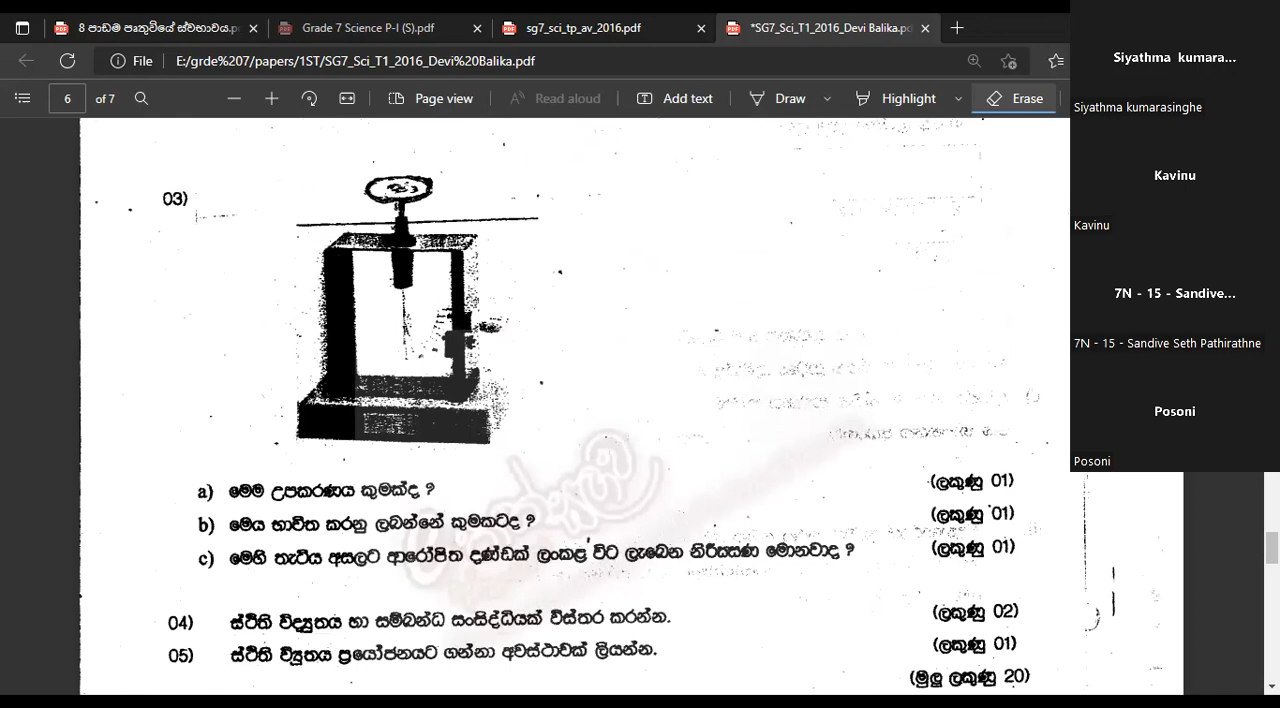 8 පාඩම පෘතුවියේ ස්වභාවය.p
Grade 7 Science P-I (S).pdf
sg7_sci_tp_av_2016.pdf
*SG7_Sci_T1_2016_Devi Balika.pd
File
E:/grde%207/papers/1ST/SG7_Sci_T1_2016_Devi%20Balika.pdf
6 of 7
Page view
Read aloud
Add text
Draw
Highlight
Erase
Siyathma kumara...
Siyathma kumarasinghe
Kavinu
Kavinu
7N - 15 - Sandive...
7N - 15 - Sandive Seth Pathirathne
Posoni
Posoni
03)
a) මෙම උපකරණය කුමක්ද ? (ලකුණු 01)
b) මෙය භාවිත කරනු ලබන්නේ කුමකටද ? (ලකුණු 01)
c) මෙහි තැටිය අසලට ආරෝපිත දණ්ඩක් ලංකළ විට ලැබෙන නිරීක්ෂණ මොනවාද ? (ලකුණු 01)
04) ස්ථිති විද්‍යුතය හා සම්බන්ධ සංසිද්ධියක් විස්තර කරන්න. (ලකුණු 02)
05) ස්ථිති විදුතය ප්‍රයෝජනයට ගන්නා අවස්ථාවක් ලියන්න. (ලකුණු 01)
(මුලු ලකුණු 20)